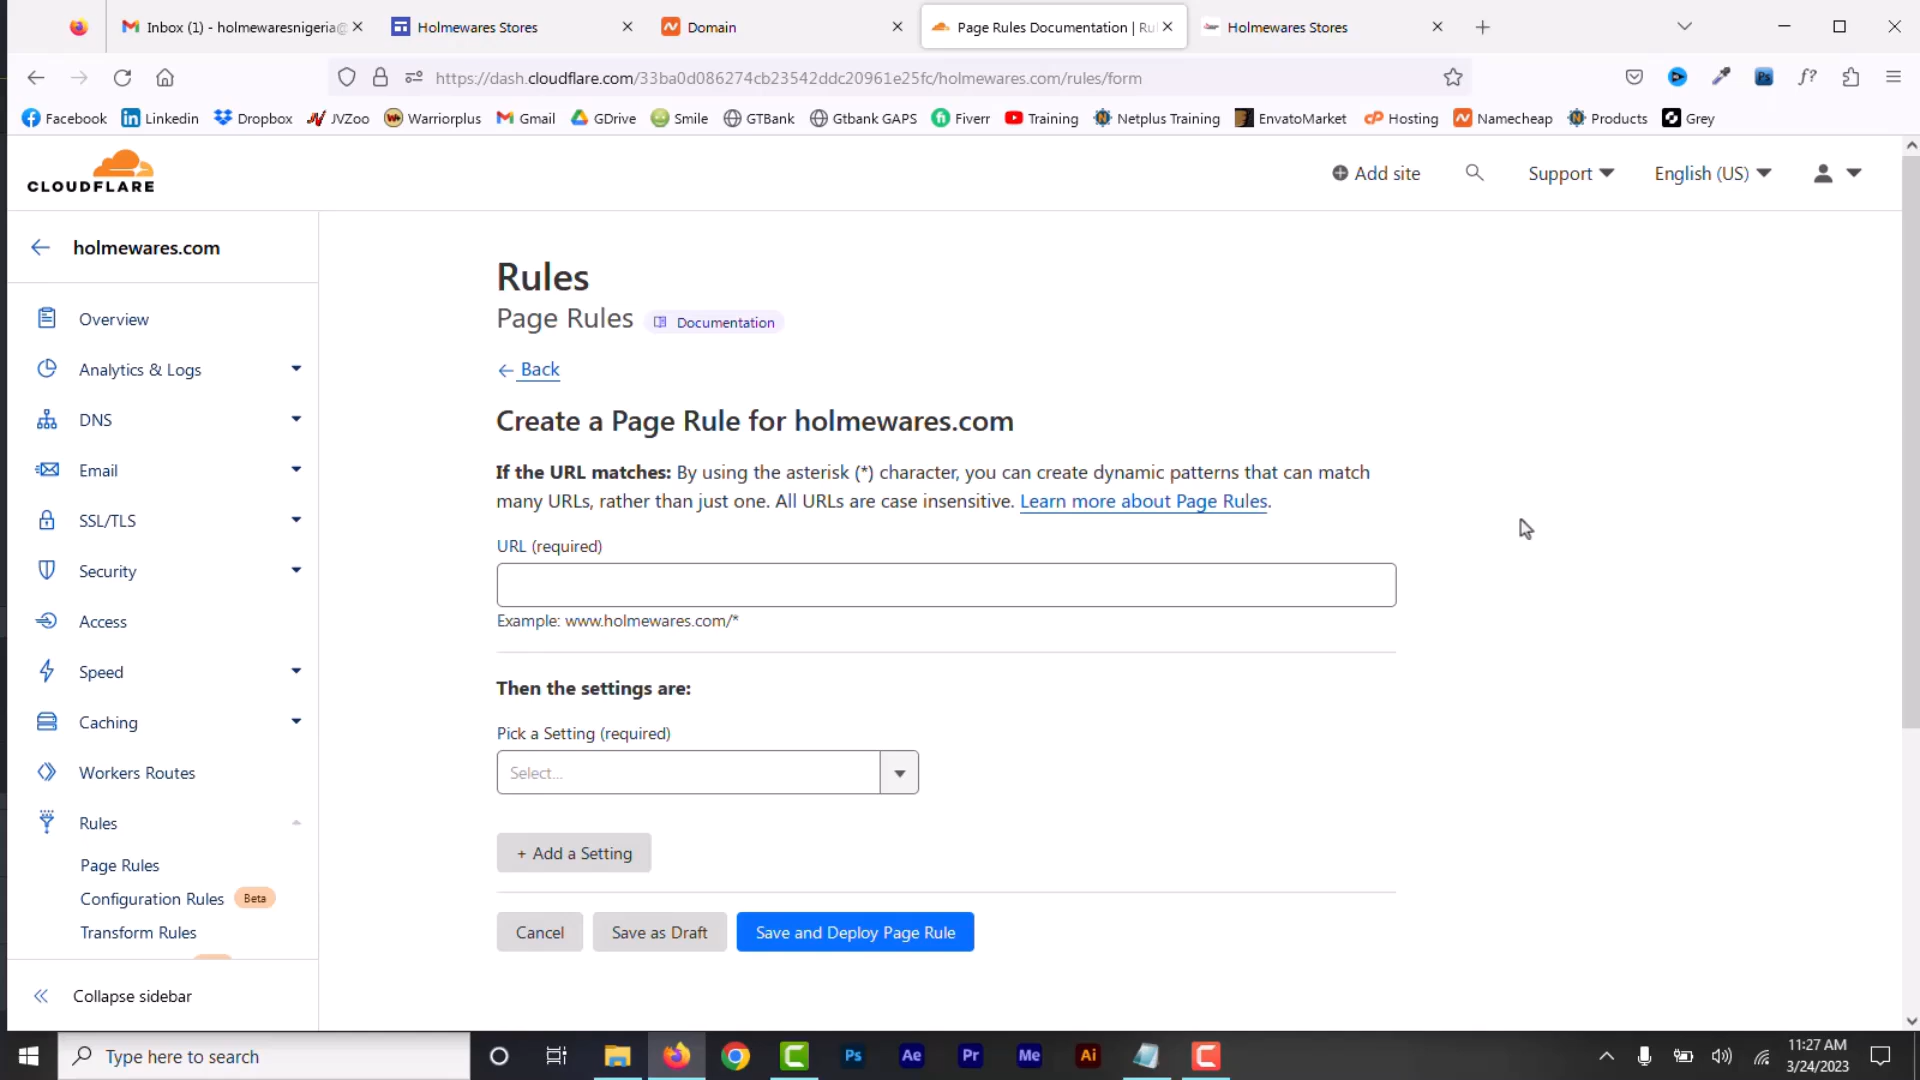 Inbox (1) - holmewaresnigeria@
Holmewares Stores
Domain
Page Rules Documentation | Rul
Holmewares Stores
https://dash.cloudflare.com/33ba0d086274cb23542ddc20961e25fc/holmewares.com/rules/form
Facebook
Linkedin
Dropbox
JVZoo
Warriorplus
Gmail
GDrive
Smile
GTBank
Gtbank GAPS
Fiverr
Training
Netplus Training
EnvatoMarket
Hosting
Namecheap
Products
Grey
CLOUDFLARE
Add site
Support
English (US)
holmewares.com
Overview
Analytics & Logs
DNS
Email
SSL/TLS
Security
Access
Speed
Caching
Workers Routes
Rules
Page Rules
Configuration Rules Beta
Transform Rules
Collapse sidebar
Rules
Page Rules Documentation
Back
Create a Page Rule for holmewares.com
If the URL matches: By using the asterisk (*) character, you can create dynamic patterns that can match
many URLs, rather than just one. All URLs are case insensitive. Learn more about Page Rules.
URL (required)
Example: www.holmewares.com/*
Then the settings are:
Pick a Setting (required)
Select...
+ Add a Setting
Cancel
Save as Draft
Save and Deploy Page Rule
Type here to search
Ps
Ae
Pr
Me
Ai
11:27 AM
3/24/2023